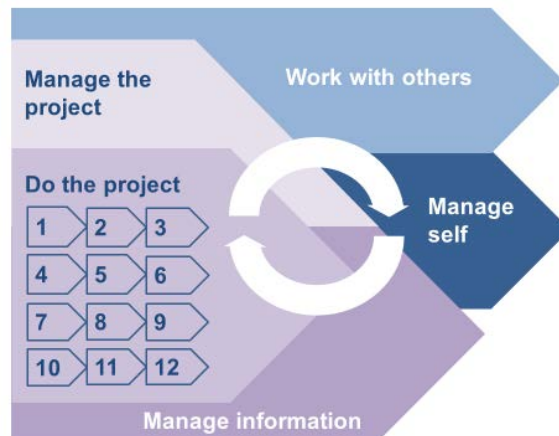 Work with others
Manage the
project
Do the project
1 2 3
4 5 6
7 8 9
10 11 12
Manage
self
Manage information